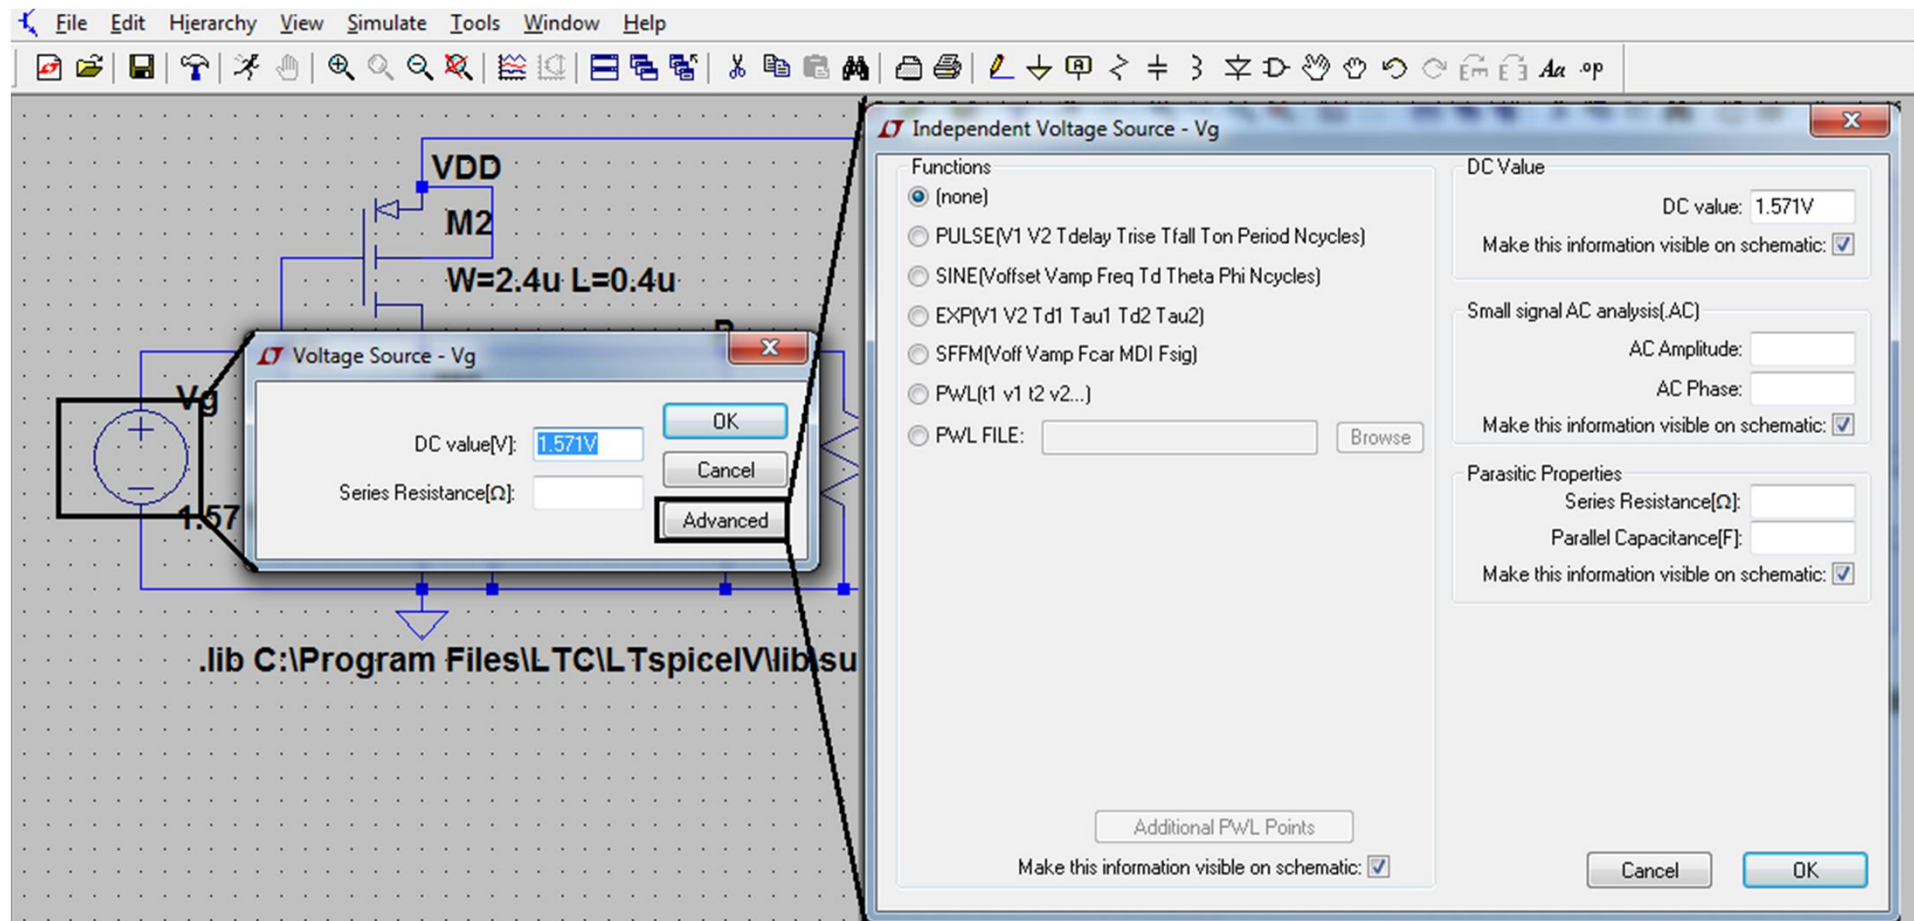 File Edit Hierarchy View Simulate Tools Window Help
Aa .op
VDD
M2
W=2.4u L=0.4u
Vg
1.57
.lib C:\Program Files\LTC\LTspiceIV\lib\su
Voltage Source - Vg
DC value[V]: 1.571V
Series Resistance[Ω]:
OK
Cancel
Advanced
Independent Voltage Source - Vg
Functions
(none)
PULSE(V1 V2 Tdelay Trise Tfall Ton Period Ncycles)
SINE(Voffset Vamp Freq Td Theta Phi Ncycles)
EXP(V1 V2 Td1 Tau1 Td2 Tau2)
SFFM(Voff Vamp Fcar MDI Fsig)
PWL(t1 v1 t2 v2...)
PWL FILE: Browse
Additional PWL Points
Make this information visible on schematic:
DC Value
DC value: 1.571V
Make this information visible on schematic:
Small signal AC analysis(.AC)
AC Amplitude:
AC Phase:
Make this information visible on schematic:
Parasitic Properties
Series Resistance[Ω]:
Parallel Capacitance[F]:
Make this information visible on schematic:
Cancel OK